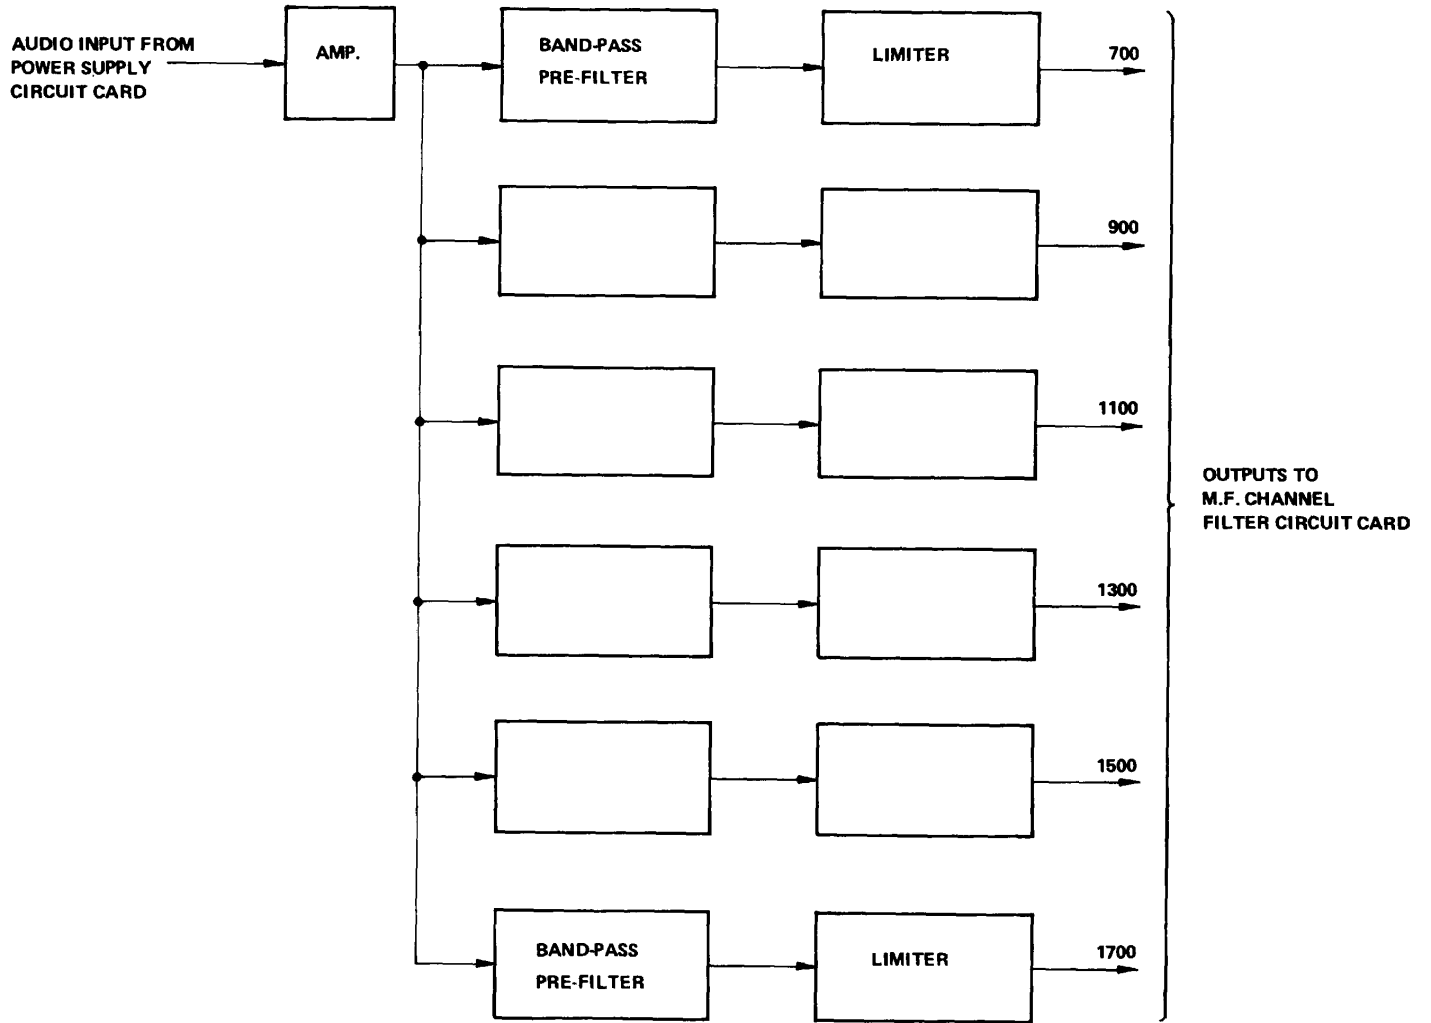 AUDIO INPUT FROM
POWER SUPPLY
CIRCUIT CARD
AMP.
BAND-PASS
PRE-FILTER
LIMITER
700
900
1100
1300
1500
BAND-PASS
PRE-FILTER
LIMITER
1700
OUTPUTS TO
M.F. CHANNEL
FILTER CIRCUIT CARD